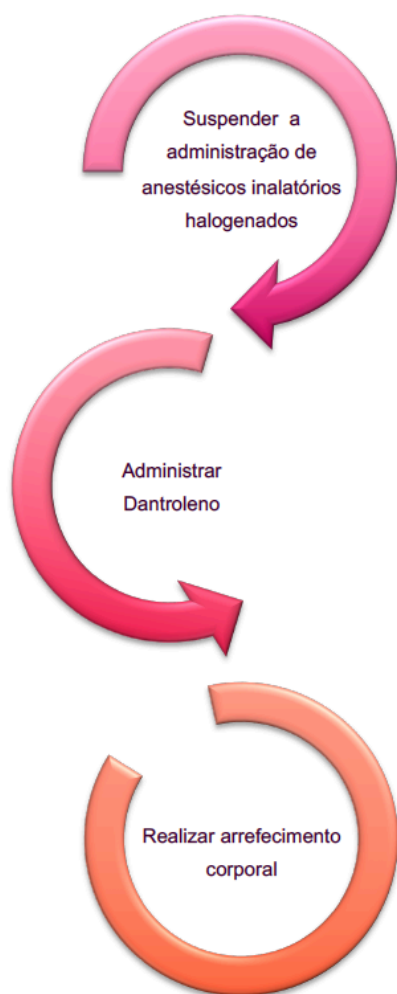 Suspender a
administração de
anestésicos inalatórios
halogenados
Administrar
Dantroleno
Realizar arrefecimento
corporal